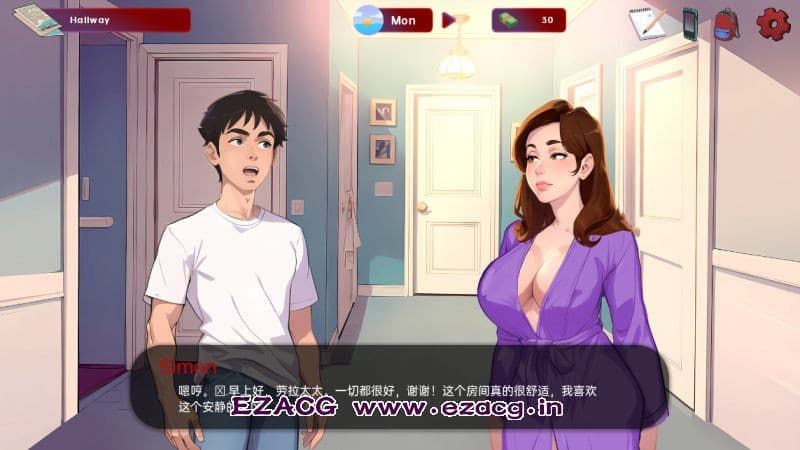 Hallway
Mon
30
Simon
嗯哼。早上好，劳拉太太，一切都很好，谢谢！这个房间真的很舒适，我喜欢
这个安静的
EZACG www.ezacg.in